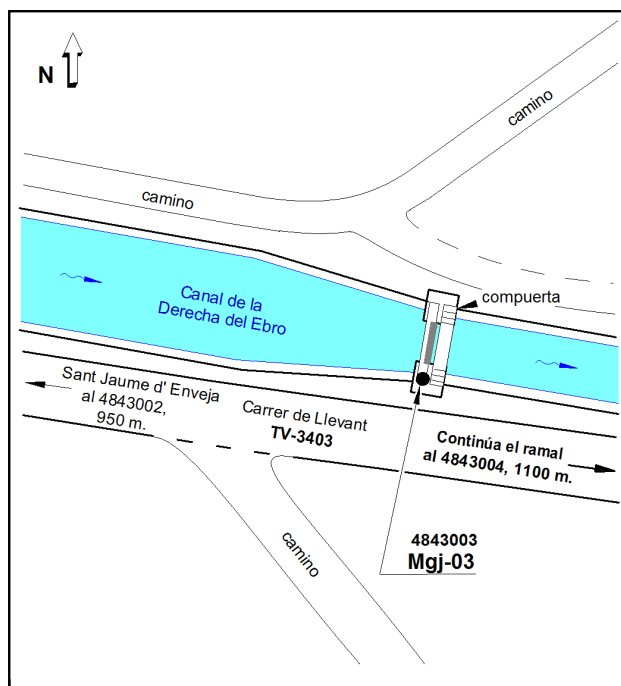 N
camino
camino
compuerta
Canal de la
Derecha del Ebro
Sant Jaume d' Enveja
al 4843002,
950 m.
Carrer de Llevant
TV-3403
Continúa el ramal
al 4843004, 1100 m.
4843003
Mgj-03
camino